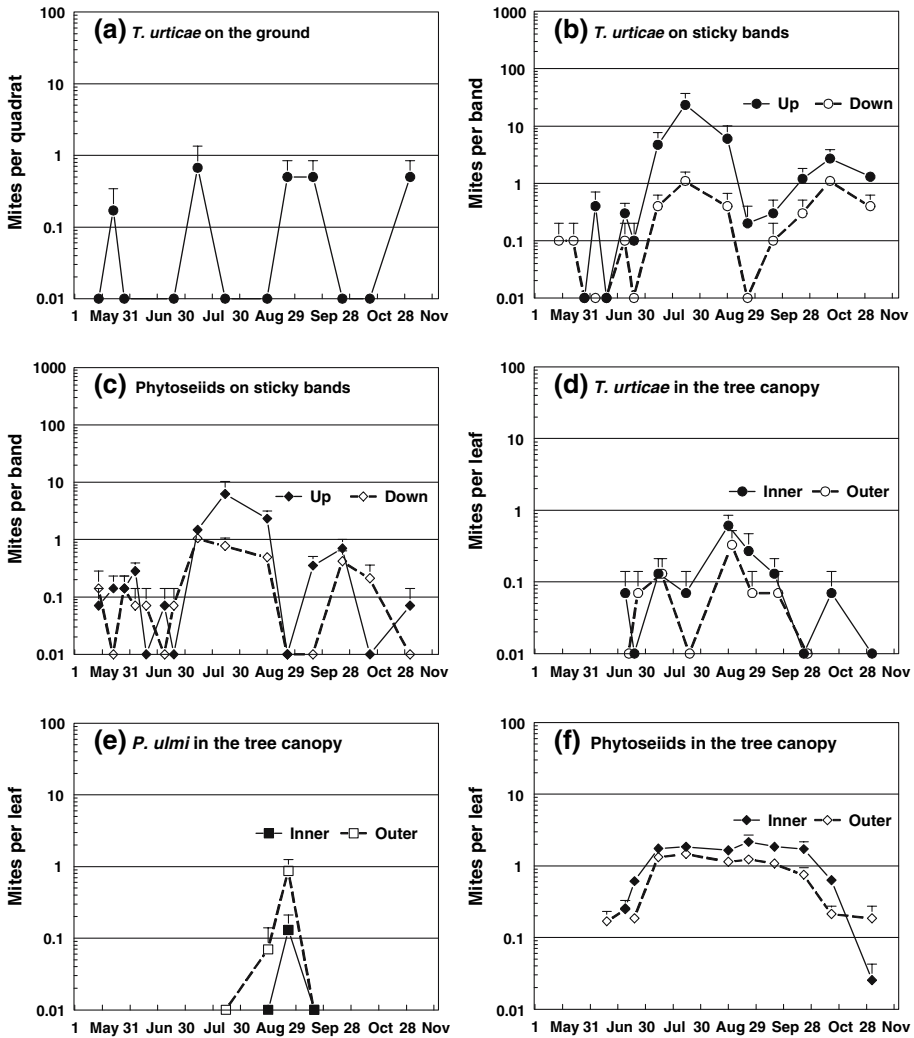 (a) T. urticae on the ground
Mites per quadrat
100
10
1
0.1
0.01
1 May 31 Jun 30 Jul 30 Aug 29 Sep 28 Oct 28 Nov
(b) T. urticae on sticky bands
Mites per band
1000
100
10
1
0.1
0.01
Up Down
1 May 31 Jun 30 Jul 30 Aug 29 Sep 28 Oct 28 Nov
(c) Phytoseiids on sticky bands
Mites per band
1000
100
10
1
0.1
0.01
Up Down
1 May 31 Jun 30 Jul 30 Aug 29 Sep 28 Oct 28 Nov
(d) T. urticae in the tree canopy
Mites per leaf
100
10
1
0.1
0.01
Inner Outer
1 May 31 Jun 30 Jul 30 Aug 29 Sep 28 Oct 28 Nov
(e) P. ulmi in the tree canopy
Mites per leaf
100
10
1
0.1
0.01
Inner Outer
1 May 31 Jun 30 Jul 30 Aug 29 Sep 28 Oct 28 Nov
(f) Phytoseiids in the tree canopy
Mites per leaf
100
10
1
0.1
0.01
Inner Outer
1 May 31 Jun 30 Jul 30 Aug 29 Sep 28 Oct 28 Nov